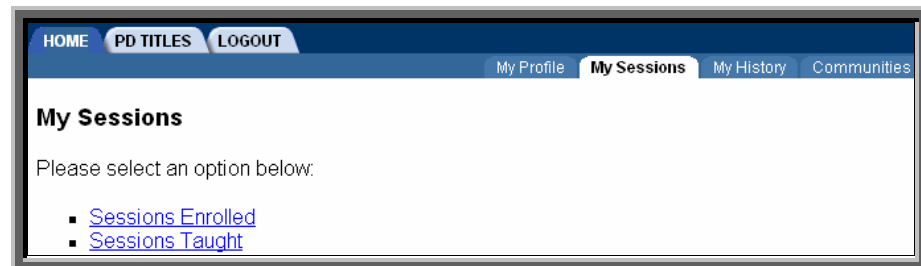 HOME PD TITLES LOGOUT
My Profile My Sessions My History Communities
My Sessions
Please select an option below:
Sessions Enrolled
Sessions Taught